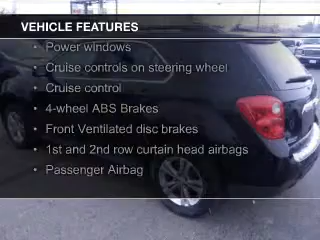 VEHICLE FEATURES
• Power windows
• Cruise controls on steering wheel
• Cruise control
• 4-wheel ABS Brakes
• Front Ventilated disc brakes
• 1st and 2nd row curtain head airbags
• Passenger Airbag